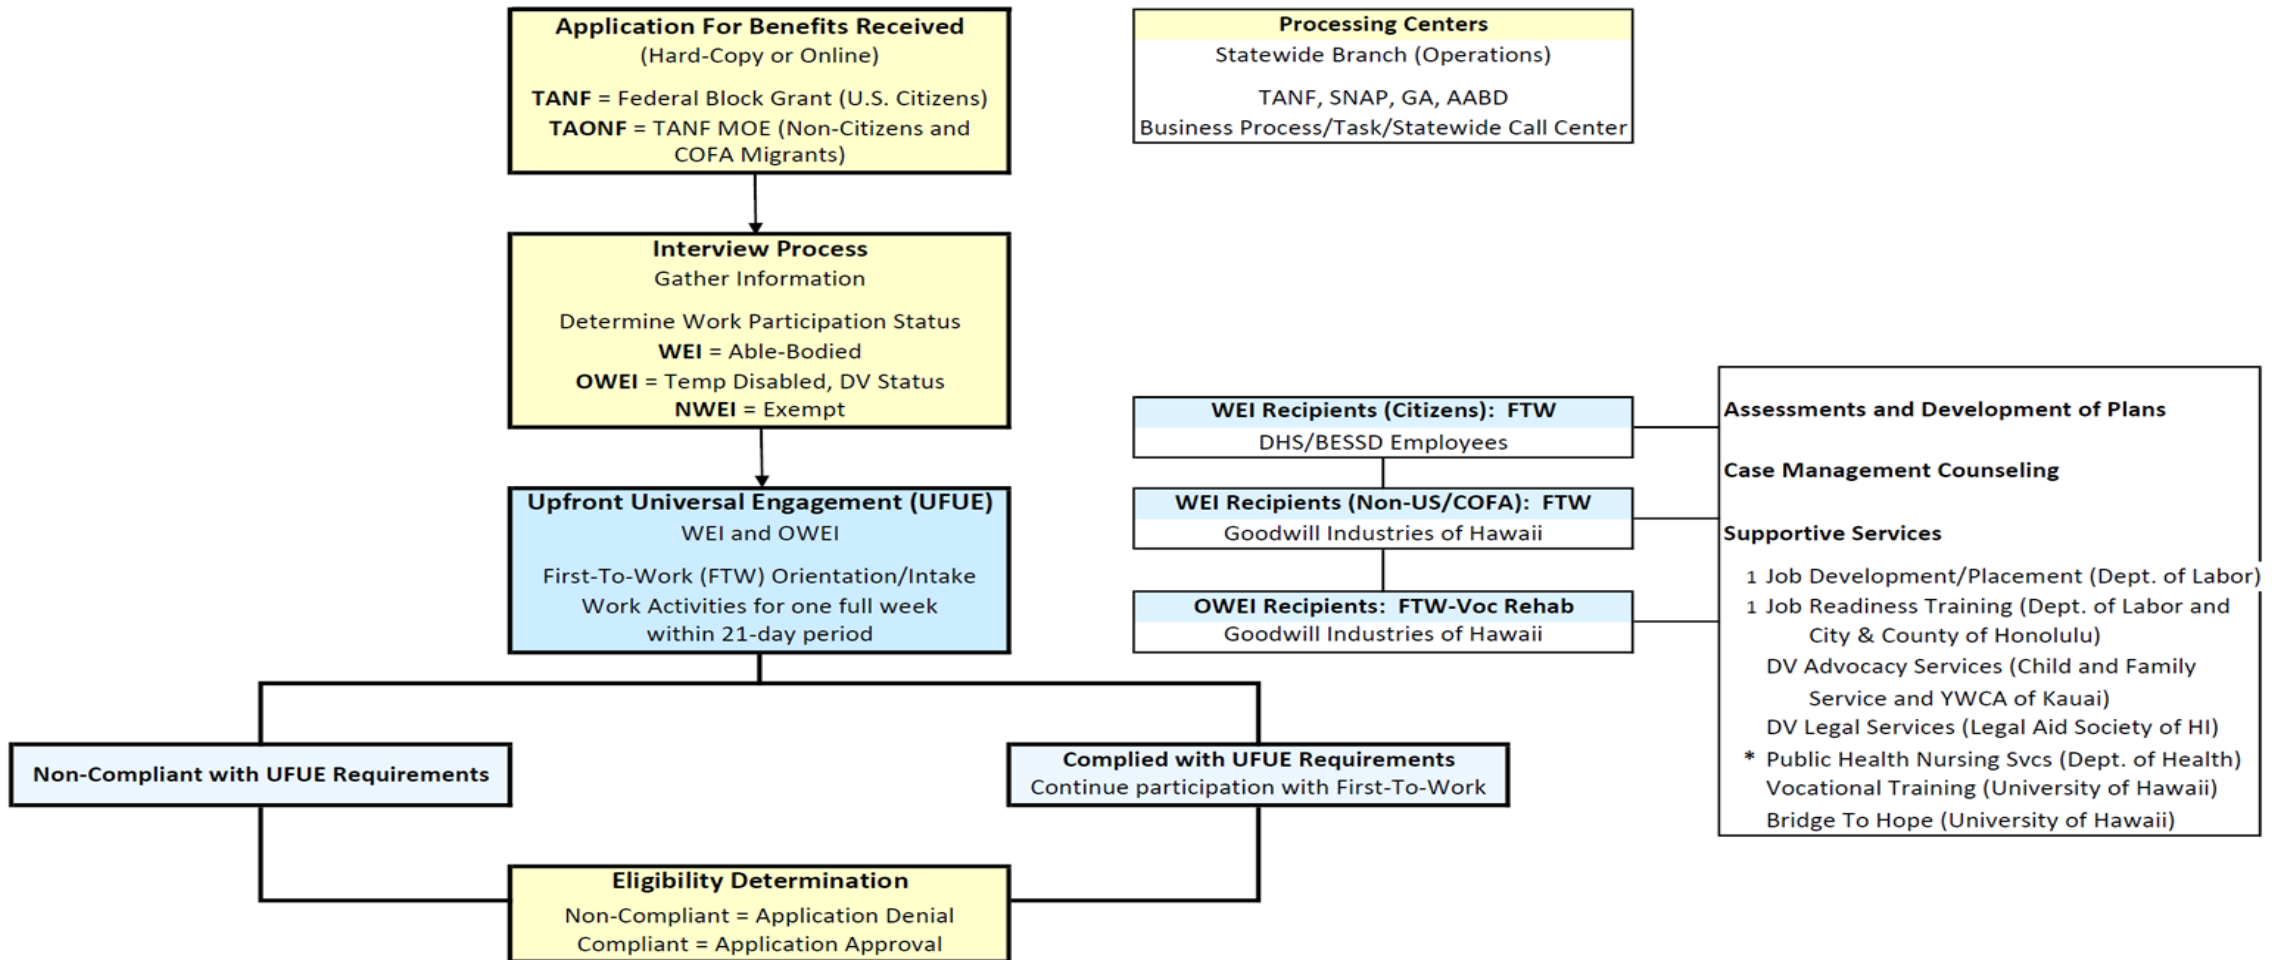 Application For Benefits Received
(Hard-Copy or Online)
TANF = Federal Block Grant (U.S. Citizens)
TAONF = TANF MOE (Non-Citizens and
COFA Migrants)
Processing Centers
Statewide Branch (Operations)
TANF, SNAP, GA, AABD
Business Process/Task/Statewide Call Center
Interview Process
Gather Information
Determine Work Participation Status
WEI = Able-Bodied
OWEI = Temp Disabled, DV Status
NWEI = Exempt
Upfront Universal Engagement (UFUE)
WEI and OWEI
First-To-Work (FTW) Orientation/Intake
Work Activities for one full week
within 21-day period
WEI Recipients (Citizens): FTW
DHS/BESSD Employees
WEI Recipients (Non-US/COFA): FTW
Goodwill Industries of Hawaii
OWEI Recipients: FTW-Voc Rehab
Goodwill Industries of Hawaii
Assessments and Development of Plans
Case Management Counseling
Supportive Services
1 Job Development/Placement (Dept. of Labor)
1 Job Readiness Training (Dept. of Labor and
City & County of Honolulu)
DV Advocacy Services (Child and Family
Service and YWCA of Kauai)
DV Legal Services (Legal Aid Society of HI)
* Public Health Nursing Svcs (Dept. of Health)
Vocational Training (University of Hawaii)
Bridge To Hope (University of Hawaii)
Non-Compliant with UFUE Requirements
Complied with UFUE Requirements
Continue participation with First-To-Work
Eligibility Determination
Non-Compliant = Application Denial
Compliant = Application Approval